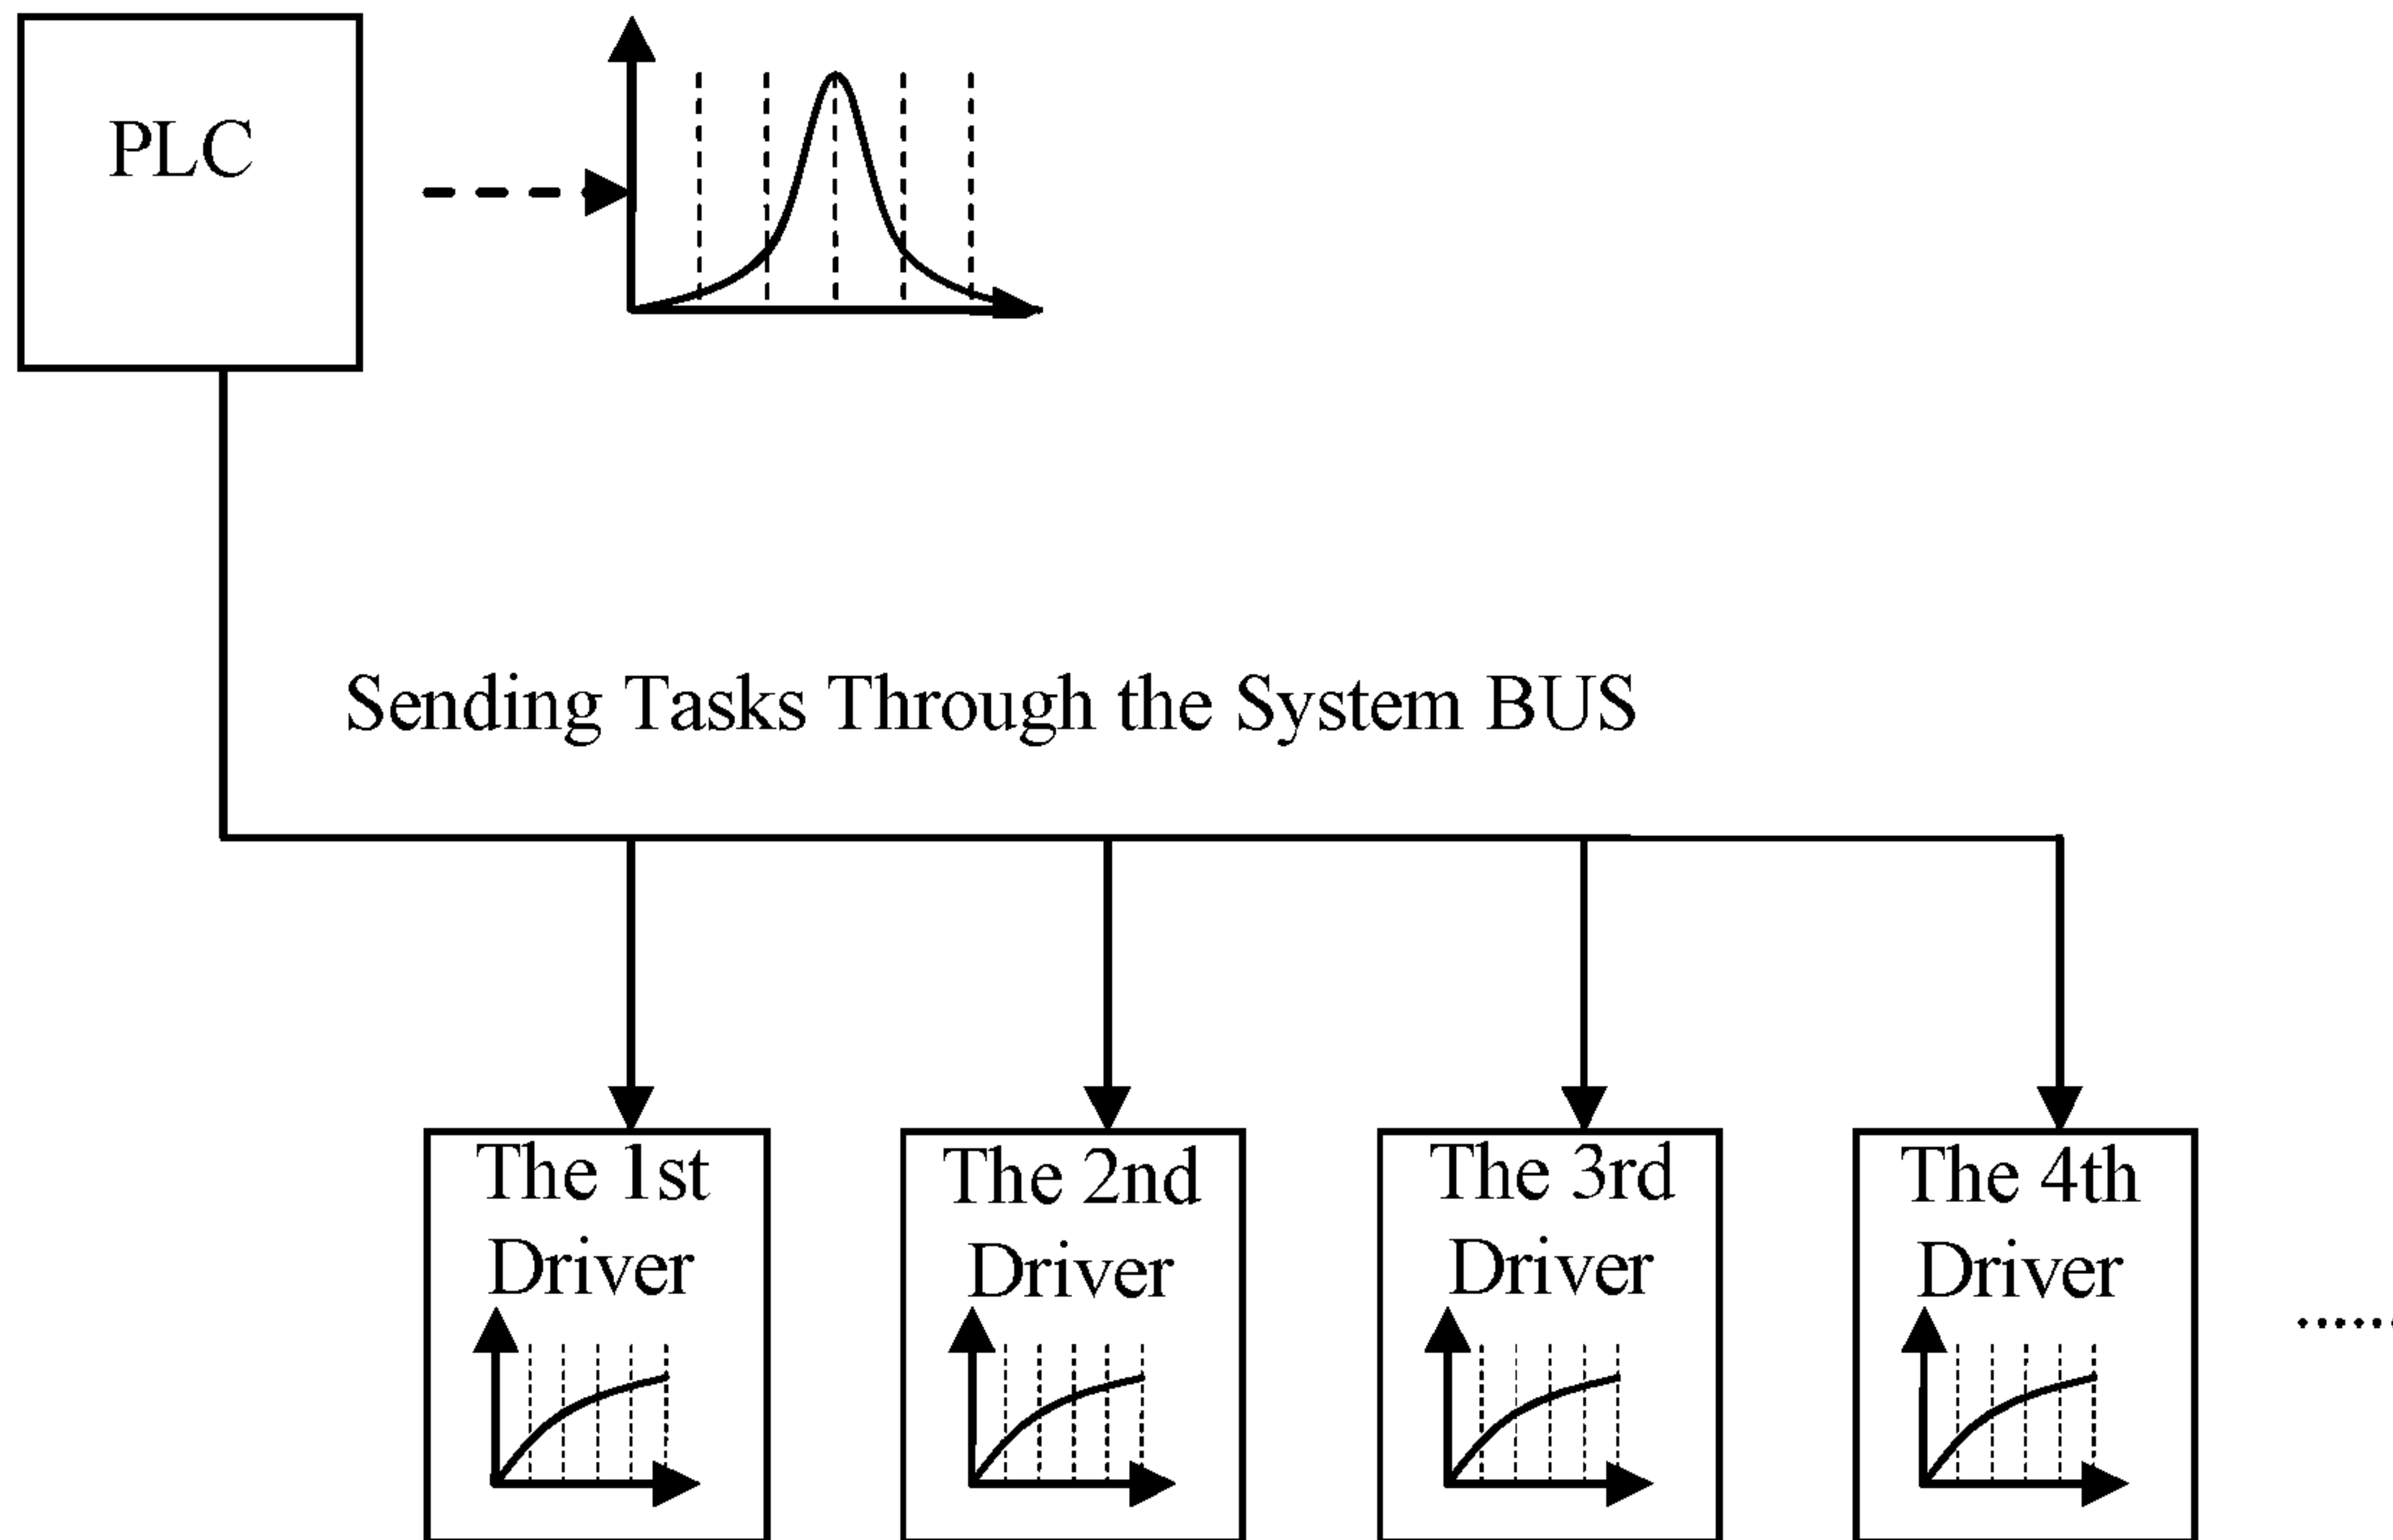 PLC
Sending Tasks Through the System BUS
The 1st
Driver
The 2nd
Driver
The 3rd
Driver
The 4th
Driver
......